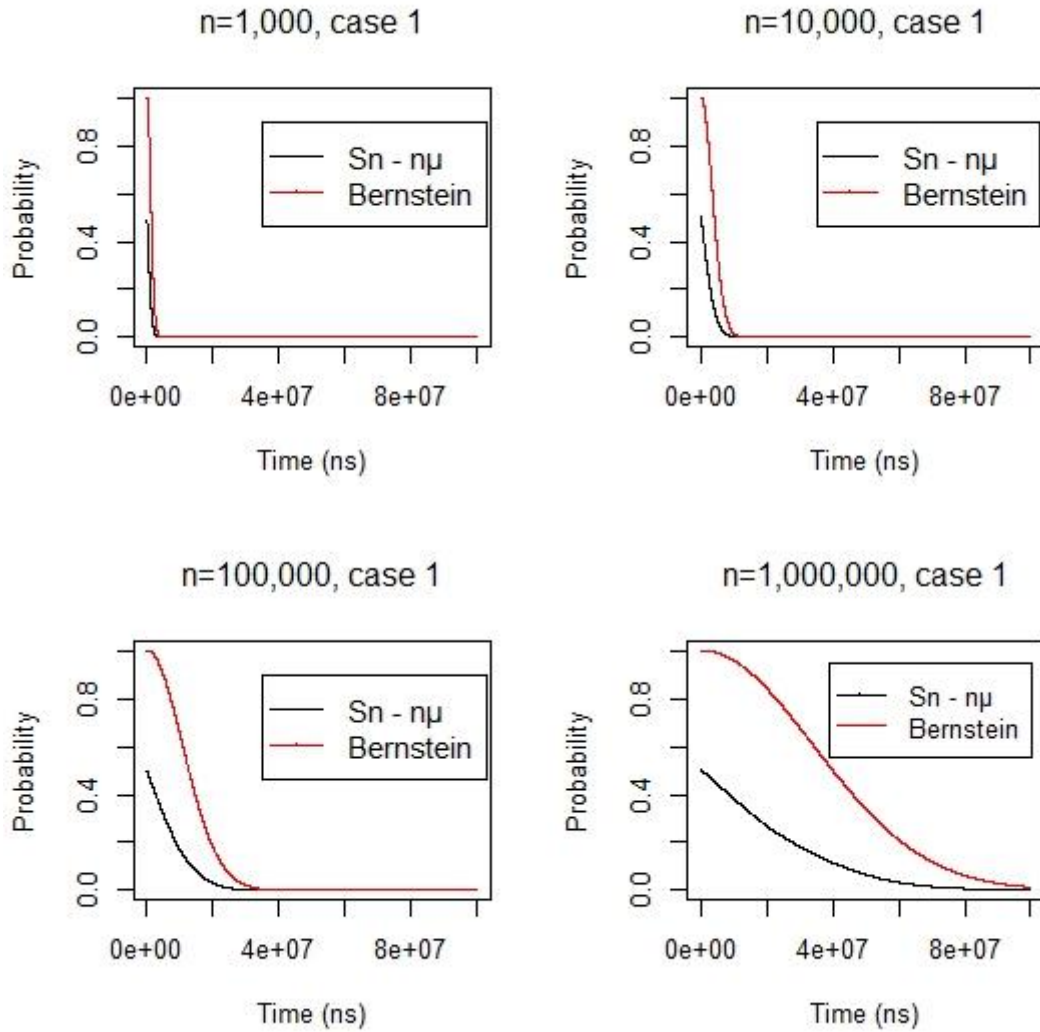 n=1,000, case 1
Probability
0.0 0.4 0.8
Sn - nµ
Bernstein
0e+00 4e+07 8e+07
Time (ns)
n=10,000, case 1
Probability
0.0 0.4 0.8
Sn - nµ
Bernstein
0e+00 4e+07 8e+07
Time (ns)
n=100,000, case 1
Probability
0.0 0.4 0.8
Sn - nµ
Bernstein
0e+00 4e+07 8e+07
Time (ns)
n=1,000,000, case 1
Probability
0.0 0.4 0.8
Sn - nµ
Bernstein
0e+00 4e+07 8e+07
Time (ns)